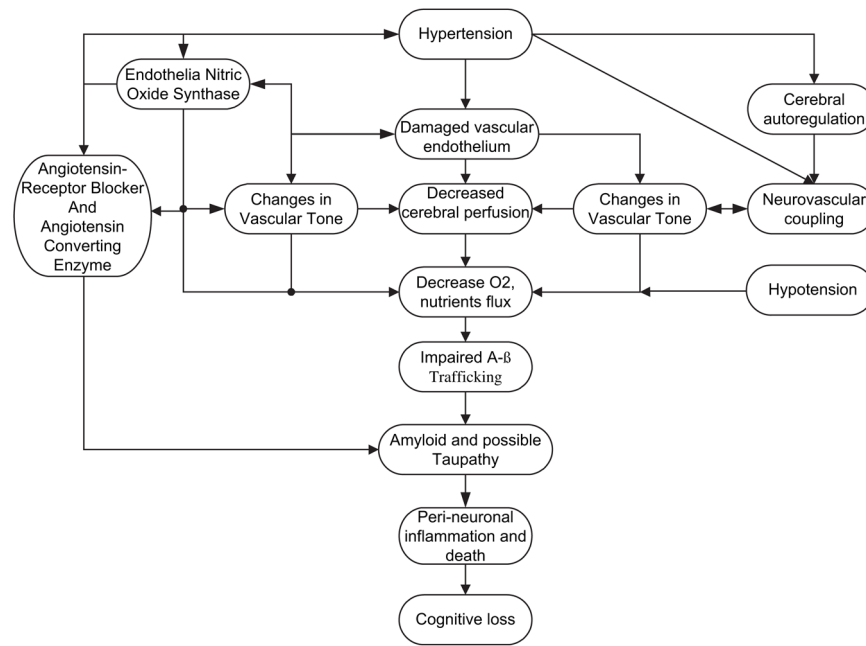 Hypertension
Endothelia Nitric
Oxide Synthase
Cerebral
autoregulation
Damaged vascular
endothelium
Angiotensin-
Receptor Blocker
And
Angiotensin
Converting
Enzyme
Changes in
Vascular Tone
Decreased
cerebral perfusion
Changes in
Vascular Tone
Neurovascular
coupling
Decrease O2,
nutrients flux
Hypotension
Impaired A-ß
Trafficking
Amyloid and possible
Taupathy
Peri-neuronal
inflammation and
death
Cognitive loss